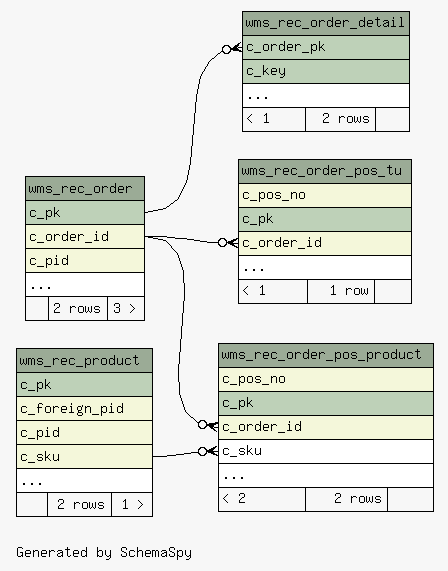 wms_rec_order_detail
c_order_pk
c_key
...
< 1 2 rows
wms_rec_order_pos_tu
c_pos_no
c_pk
c_order_id
...
< 1 1 row
wms_rec_order
c_pk
c_order_id
c_pid
...
2 rows 3 >
wms_rec_product
c_pk
c_foreign_pid
c_pid
c_sku
...
2 rows 1 >
wms_rec_order_pos_product
c_pos_no
c_pk
c_order_id
c_sku
...
< 2 2 rows
Generated by SchemaSpy